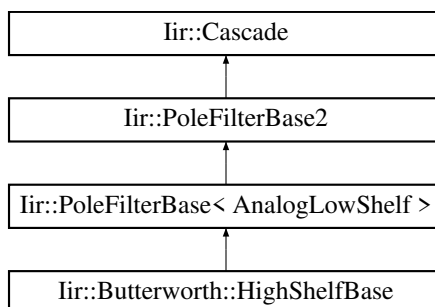 Iir::Cascade
Iir::PoleFilterBase2
Iir::PoleFilterBase< AnalogLowShelf >
Iir::Butterworth::HighShelfBase